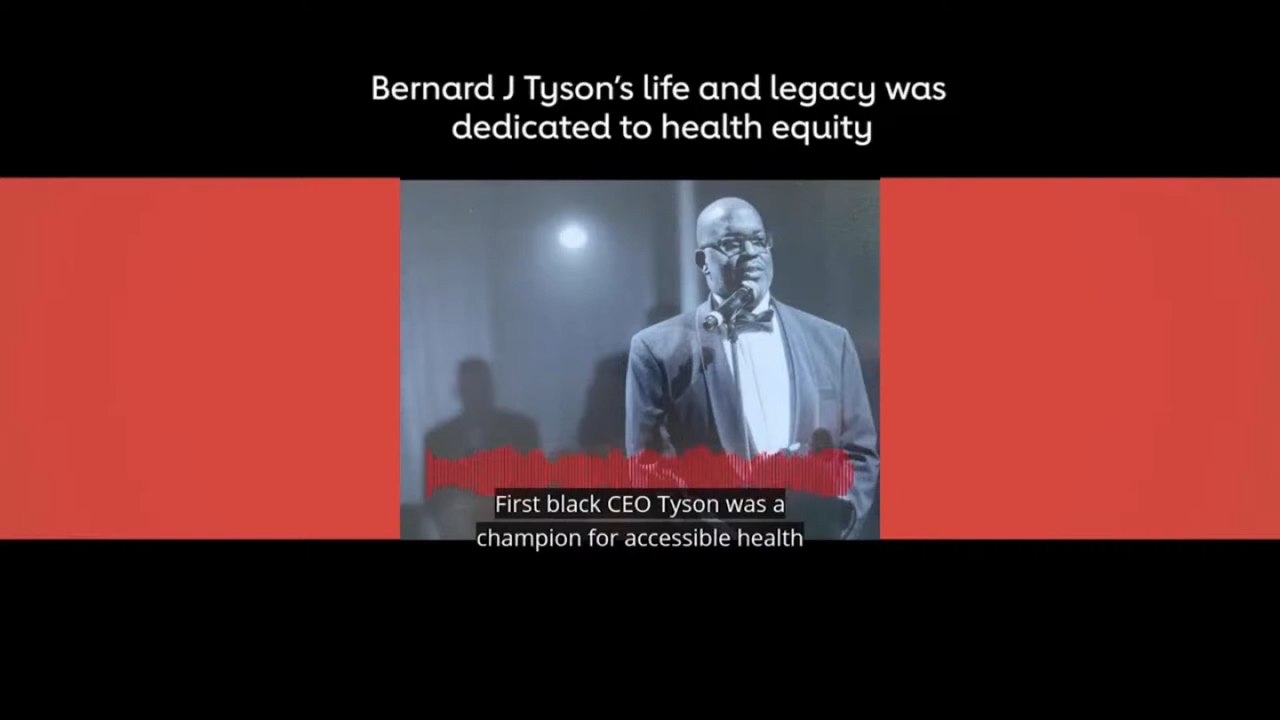 Bernard J Tyson's life and legacy was
dedicated to health equity
First black CEO Tyson was a
champion for accessible health